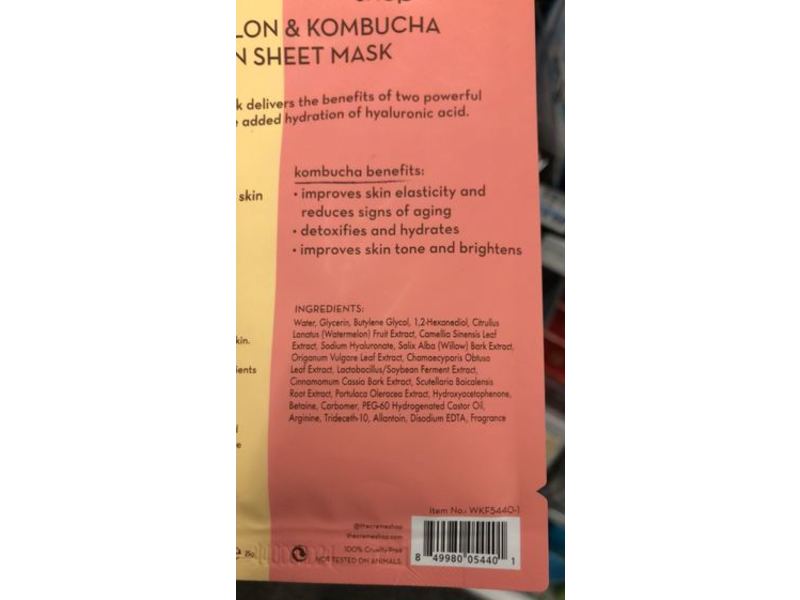 LON & KOMBUCHA
N SHEET MASK
k delivers the benefits of two powerful
added hydration of hyaluronic acid.
kombucha benefits:
skin
• improves skin elasticity and
reduces signs of aging
• detoxifies and hydrates
• improves skin tone and brightens
INGREDIENTS:
Water, Glycerin, Butylene Glycol, 1,2-Hexanediol, Citrullus
Lanatus (Watermelon) Fruit Extract, Camellia Sinensis Leaf
Extract, Sodium Hyaluronate, Salix Alba (Willow) Bark Extract,
Origanum Vulgare Leaf Extract, Chamaecyparis Obtusa
Leaf Extract, Lactobacillus/Soybean Ferment Extract,
Cinnamomum Cassia Bark Extract, Scutellaria Baicalensis
Root Extract, Portulaca Oleracea Extract, Hydroxyacetophenone,
Betaine, Carbomer, PEG-60 Hydrogenated Castor Oil,
Arginine, Trideceth-10, Allantoin, Disodium EDTA, Fragrance
kin.
ients
e
Item No.: WKF5440-1
@thecremeshop
thecremeshop.com
100% Cruelty-Free
NOT TESTED ON ANIMALS
25g
8 49980 05440 1